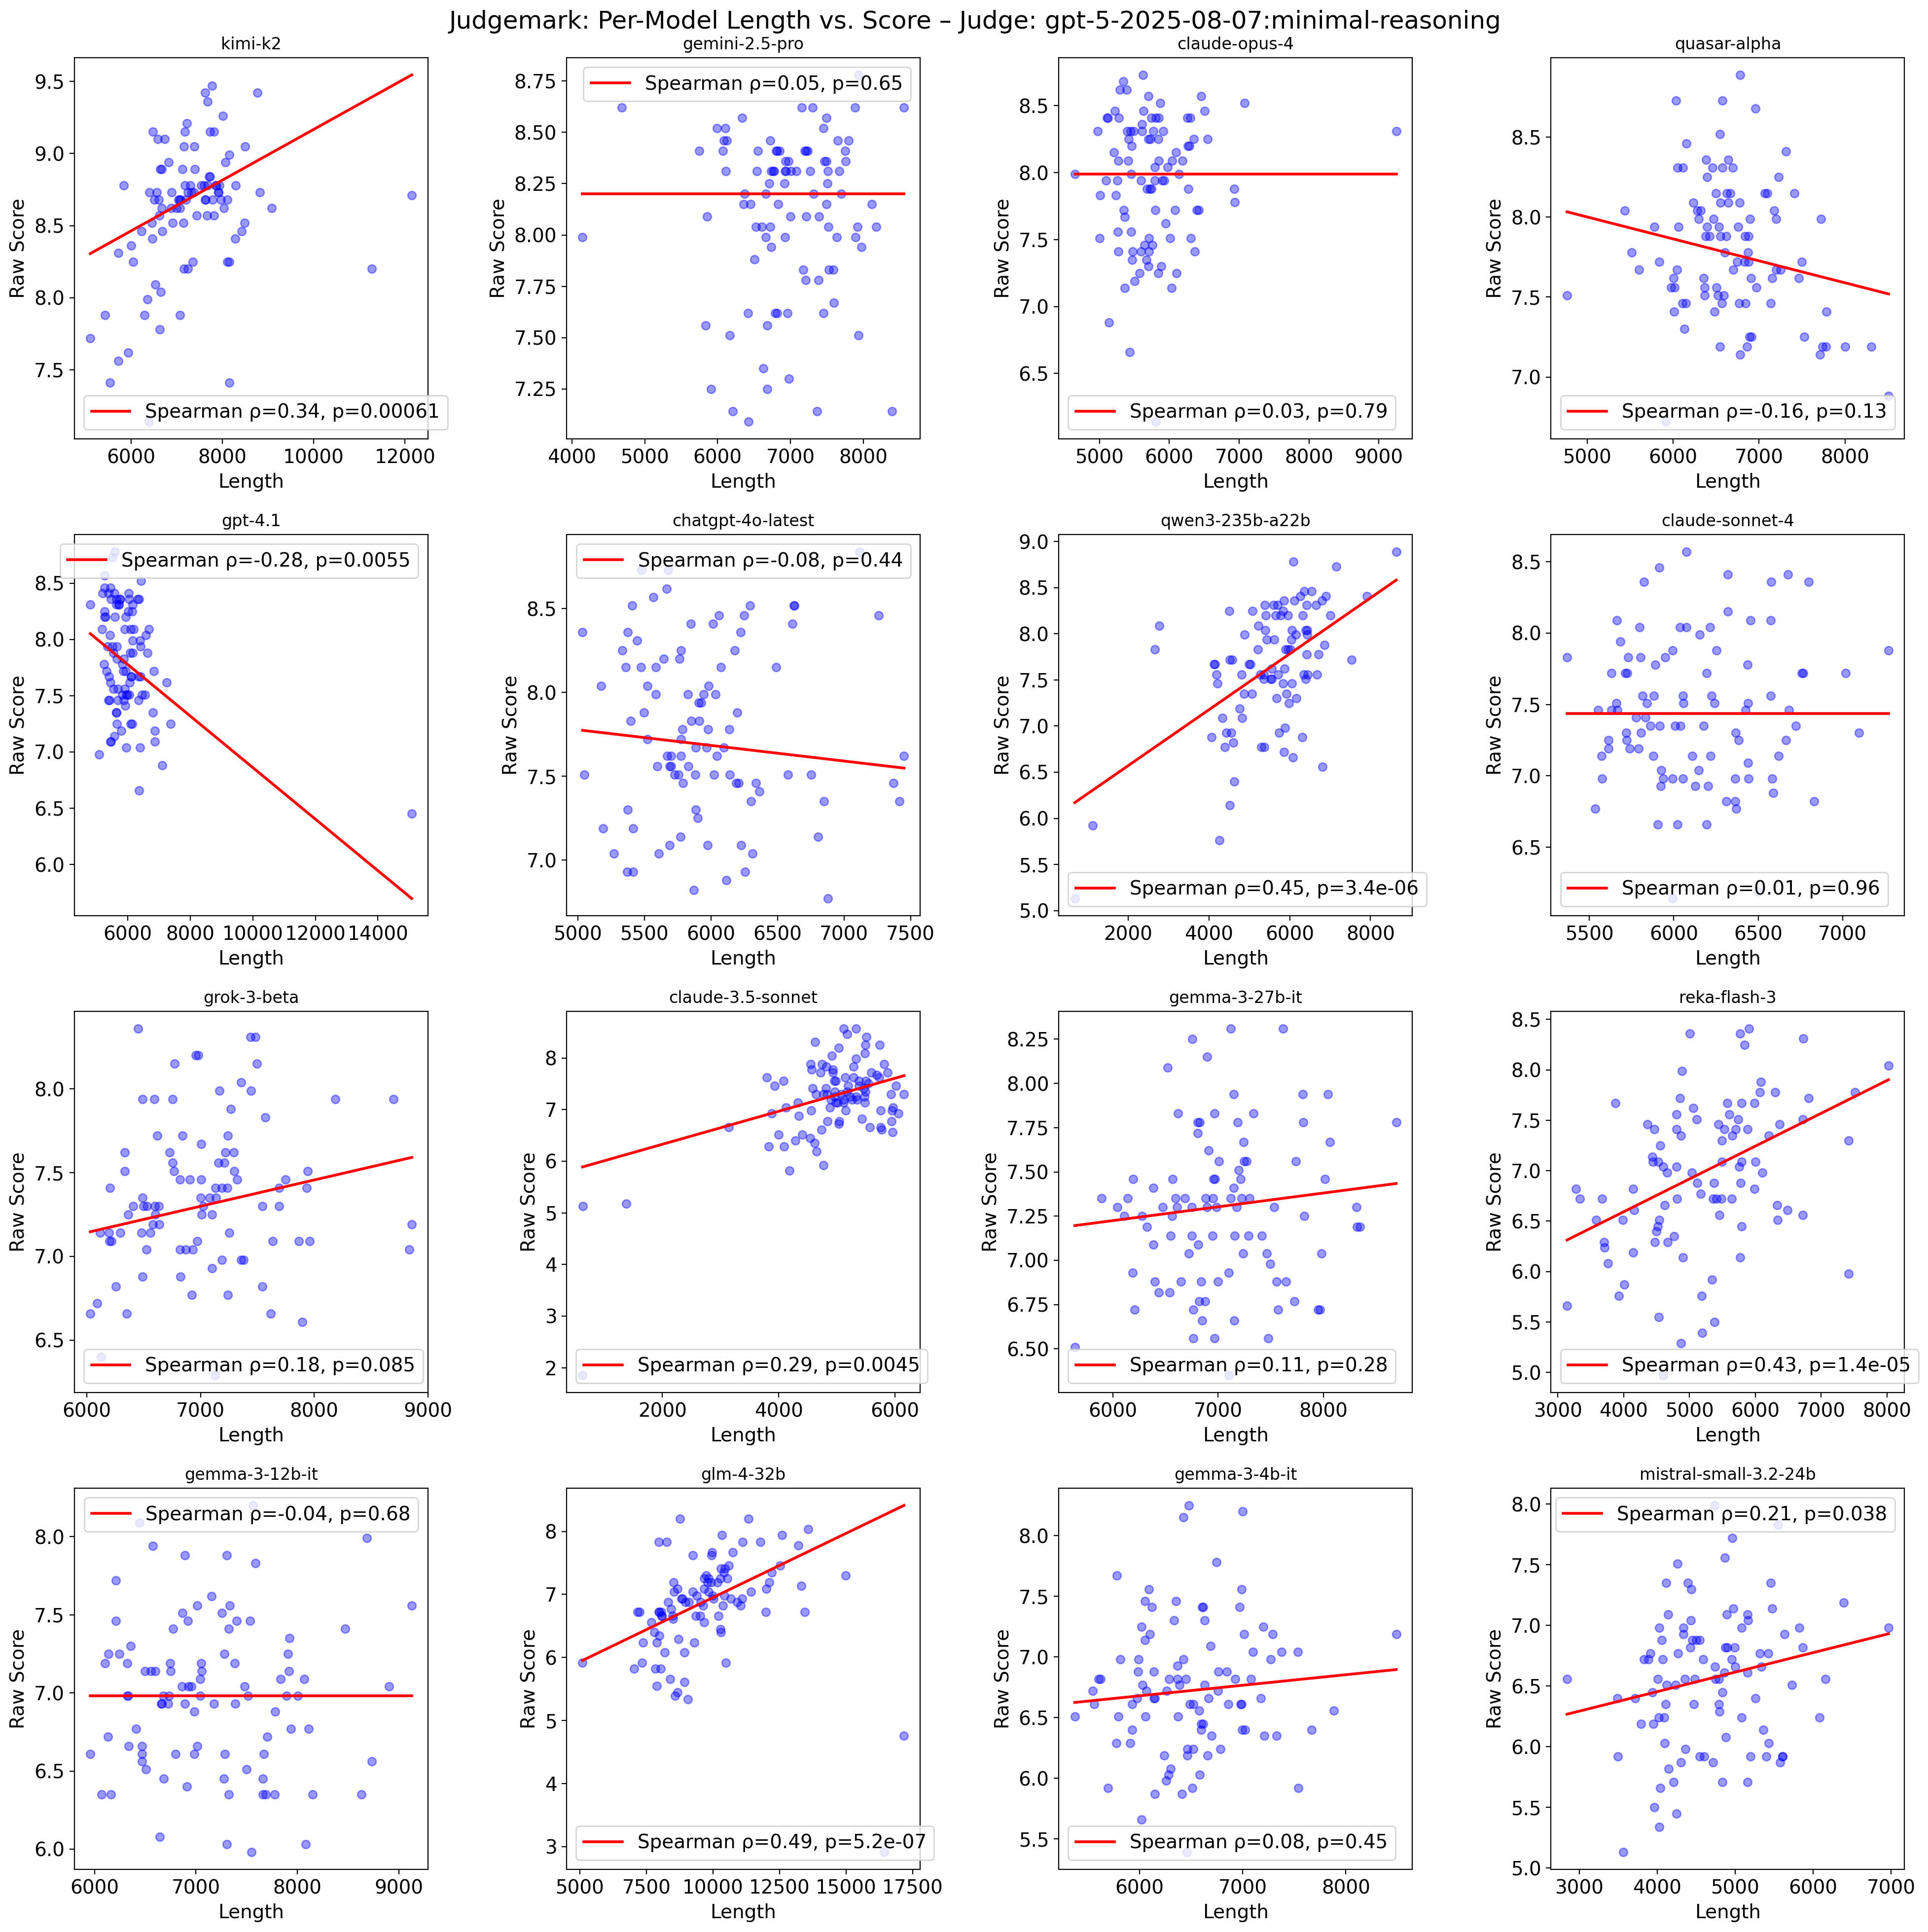 Judgemark: Per-Model Length vs. Score – Judge: gpt-5-2025-08-07:minimal-reasoning
kimi-k2
Raw Score
9.5
9.0
8.5
8.0
7.5
Spearman ρ=0.34, p=0.00061
6000 8000 10000 12000
Length
gemini-2.5-pro
Raw Score
8.75
8.50
8.25
8.00
7.75
7.50
7.25
Spearman ρ=0.05, p=0.65
4000 5000 6000 7000 8000
Length
claude-opus-4
Raw Score
8.5
8.0
7.5
7.0
6.5
Spearman ρ=0.03, p=0.79
5000 6000 7000 8000 9000
Length
quasar-alpha
Raw Score
8.5
8.0
7.5
7.0
Spearman ρ=-0.16, p=0.13
5000 6000 7000 8000
Length
gpt-4.1
Raw Score
8.5
8.0
7.5
7.0
6.5
6.0
Spearman ρ=-0.28, p=0.0055
6000 8000 10000 12000 14000
Length
chatgpt-4o-latest
Raw Score
8.5
8.0
7.5
7.0
Spearman ρ=-0.08, p=0.44
5000 5500 6000 6500 7000 7500
Length
qwen3-235b-a22b
Raw Score
9.0
8.5
8.0
7.5
7.0
6.5
6.0
5.5
5.0
Spearman ρ=0.45, p=3.4e-06
2000 4000 6000 8000
Length
claude-sonnet-4
Raw Score
8.5
8.0
7.5
7.0
6.5
Spearman ρ=0.01, p=0.96
5500 6000 6500 7000
Length
grok-3-beta
Raw Score
8.0
7.5
7.0
6.5
Spearman ρ=0.18, p=0.085
6000 7000 8000 9000
Length
claude-3.5-sonnet
Raw Score
8
7
6
5
4
3
2
Spearman ρ=0.29, p=0.0045
2000 4000 6000
Length
gemma-3-27b-it
Raw Score
8.25
8.00
7.75
7.50
7.25
7.00
6.75
6.50
Spearman ρ=0.11, p=0.28
6000 7000 8000
Length
reka-flash-3
Raw Score
8.5
8.0
7.5
7.0
6.5
6.0
5.5
5.0
Spearman ρ=0.43, p=1.4e-05
3000 4000 5000 6000 7000 8000
Length
gemma-3-12b-it
Raw Score
8.0
7.5
7.0
6.5
6.0
Spearman ρ=-0.04, p=0.68
6000 7000 8000 9000
Length
glm-4-32b
Raw Score
8
7
6
5
4
3
Spearman ρ=0.49, p=5.2e-07
5000 7500 10000 12500 15000 17500
Length
gemma-3-4b-it
Raw Score
8.0
7.5
7.0
6.5
6.0
5.5
Spearman ρ=0.08, p=0.45
6000 7000 8000
Length
mistral-small-3.2-24b
Raw Score
8.0
7.5
7.0
6.5
6.0
5.5
5.0
Spearman ρ=0.21, p=0.038
3000 4000 5000 6000 7000
Length